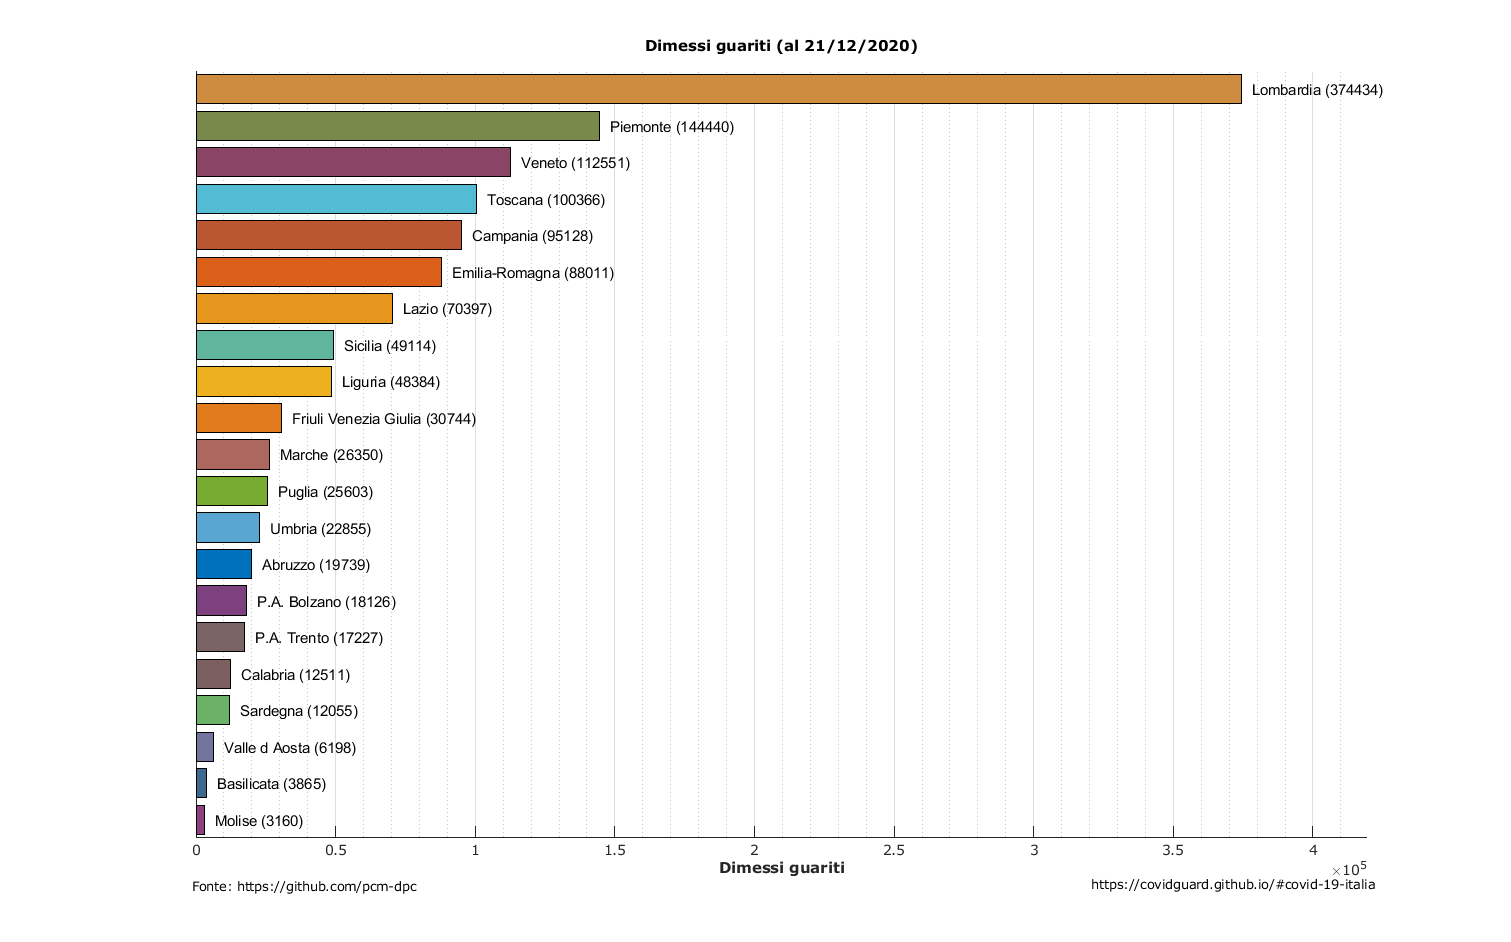 Dimessi guariti (al 21/12/2020)
Lombardia (374434)
Piemonte (144440)
Veneto (112551)
Toscana (100366)
Campania (95128)
Emilia-Romagna (88011)
Lazio (70397)
Sicilia (49114)
Liguria (48384)
Friuli Venezia Giulia (30744)
Marche (26350)
Puglia (25603)
Umbria (22855)
Abruzzo (19739)
P.A. Bolzano (18126)
P.A. Trento (17227)
Calabria (12511)
Sardegna (12055)
Valle d Aosta (6198)
Basilicata (3865)
Molise (3160)
0 0.5 1 1.5 2 2.5 3 3.5 4
×10⁵
Dimessi guariti
Fonte: https://github.com/pcm-dpc
https://covidguard.github.io/#covid-19-italia